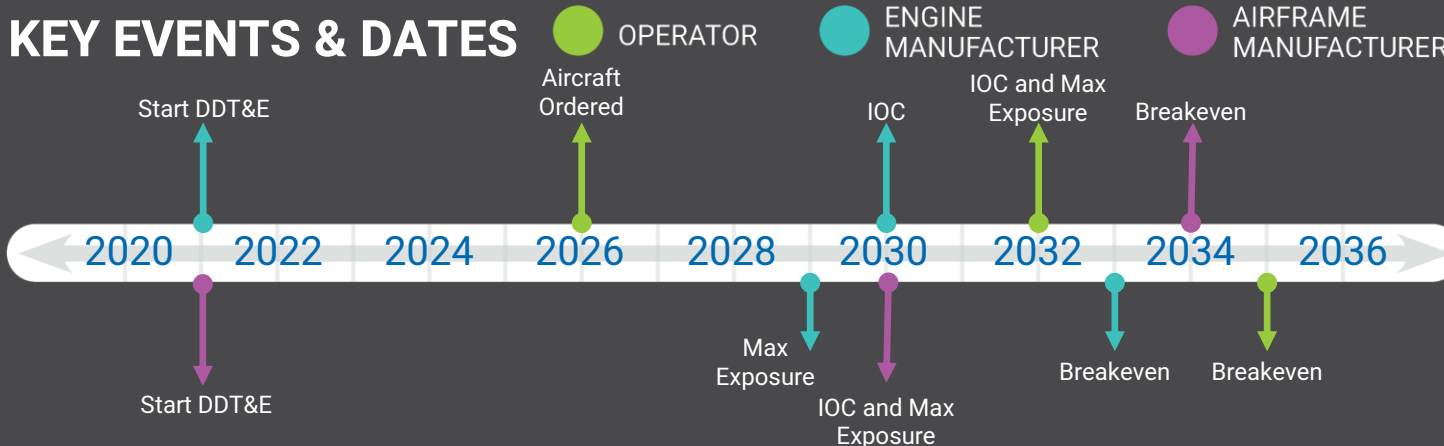 KEY EVENTS & DATES
OPERATOR
ENGINE
MANUFACTURER
AIRFRAME
MANUFACTURER
Start DDT&E
Aircraft
Ordered
IOC
IOC and Max
Exposure
Breakeven
2020 2022 2024 2026 2028 2030 2032 2034 2036
Start DDT&E
Max
Exposure
IOC and Max
Exposure
Breakeven
Breakeven